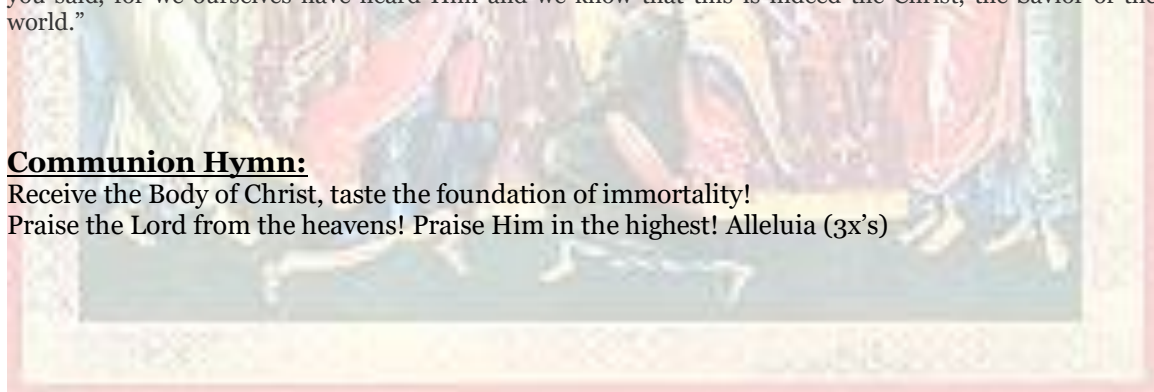 you said, for we ourselves have heard Him and we know that this is indeed the Christ, the Savior of the
world.”
Communion Hymn:
Receive the Body of Christ, taste the foundation of immortality!
Praise the Lord from the heavens! Praise Him in the highest! Alleluia (3x’s)